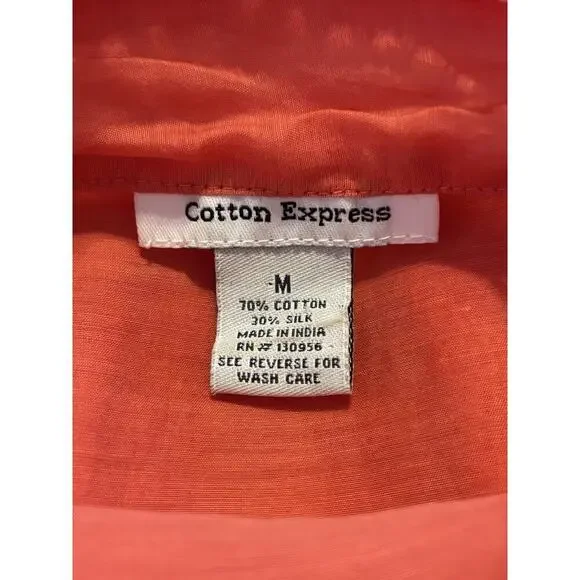 Cotton Express
M
70% COTTON
30% SILK
MADE IN INDIA
RN # 130956
SEE REVERSE FOR
WASH CARE